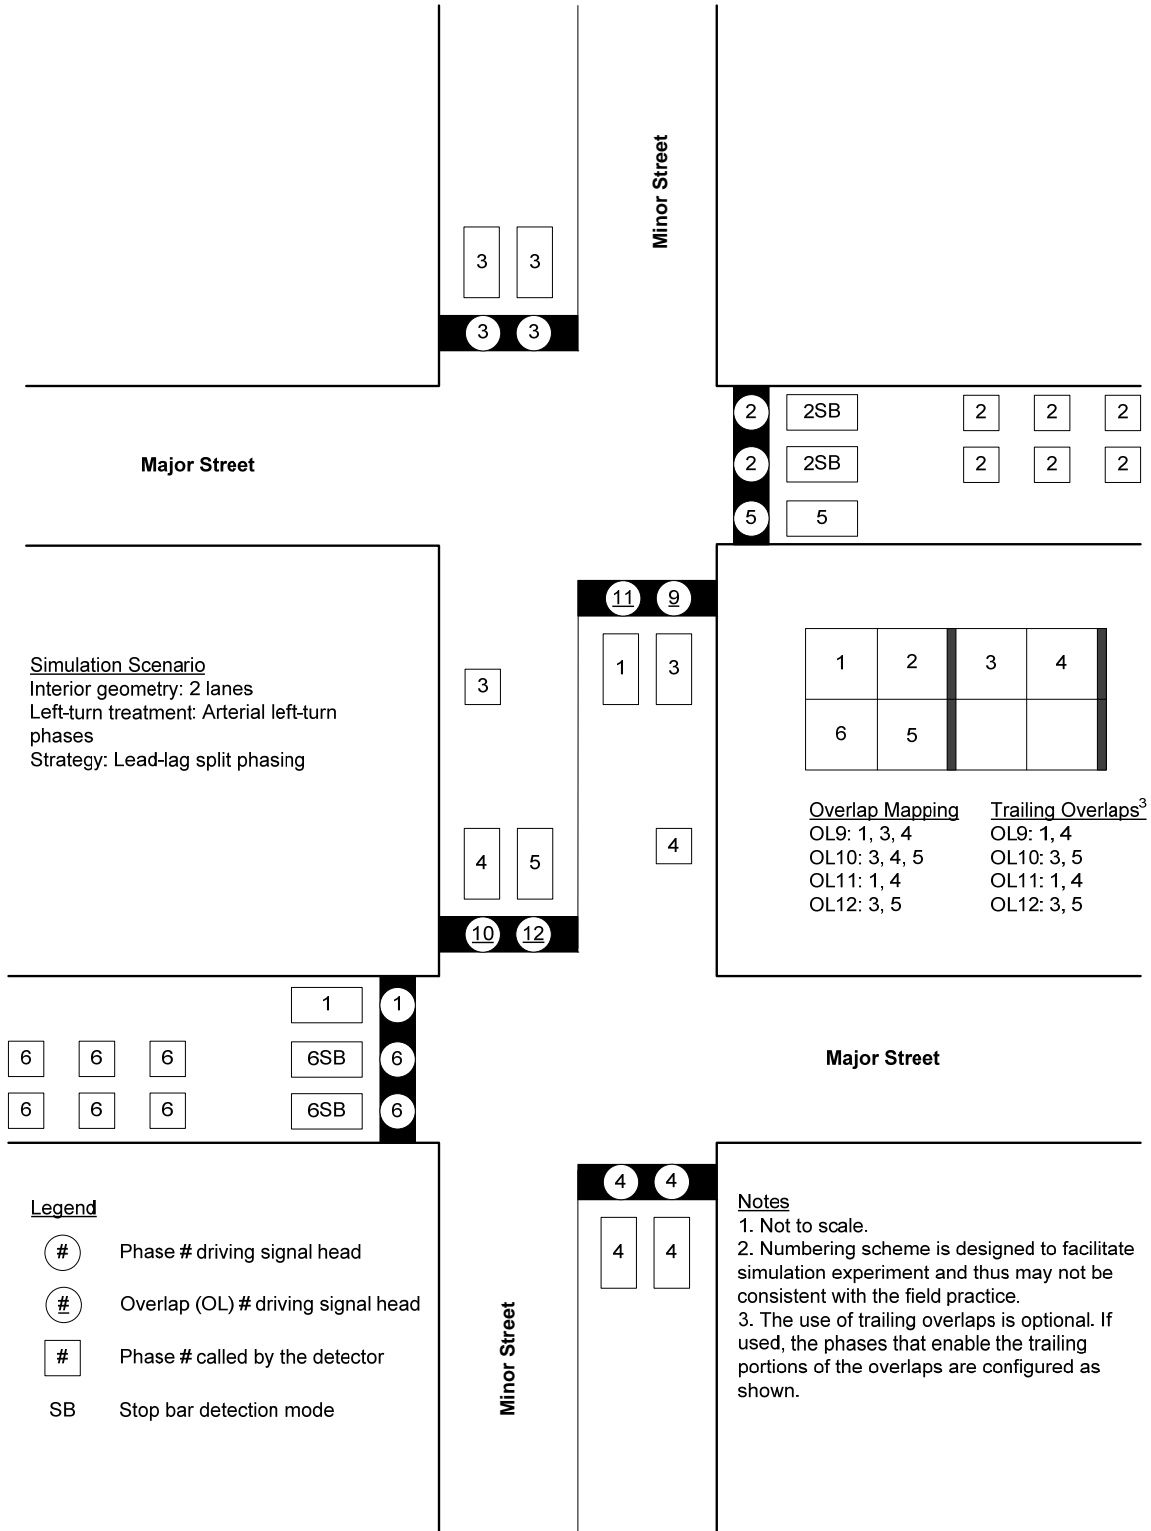 Minor Street
3 3
3 3
2 2SB 2 2 2
Major Street
2 2SB 2 2 2
5 5
11 9
Simulation Scenario
Interior geometry: 2 lanes
Left-turn treatment: Arterial left-turn
phases
Strategy: Lead-lag split phasing
3
1 3
1 2 3 4
6 5
Overlap Mapping
OL9: 1, 3, 4
OL10: 3, 4, 5
OL11: 1, 4
OL12: 3, 5
Trailing Overlaps3
OL9: 1, 4
OL10: 3, 5
OL11: 1, 4
OL12: 3, 5
4 5
4
10 12
1 1
6 6 6 6SB 6
Major Street
6 6 6 6SB 6
4 4
4 4
Minor Street
Legend
# Phase # driving signal head
# Overlap (OL) # driving signal head
# Phase # called by the detector
SB Stop bar detection mode
Notes
1. Not to scale.
2. Numbering scheme is designed to facilitate
simulation experiment and thus may not be
consistent with the field practice.
3. The use of trailing overlaps is optional. If
used, the phases that enable the trailing
portions of the overlaps are configured as
shown.